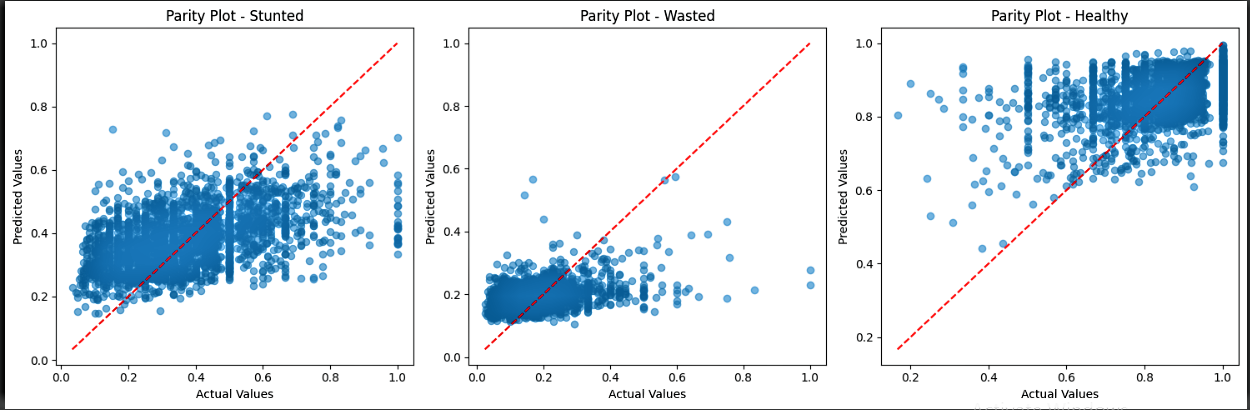 Parity Plot - Stunted
Parity Plot - Wasted
Parity Plot - Healthy
Predicted Values
1.0
0.8
0.6
0.4
0.2
0.0
0.0 0.2 0.4 0.6 0.8 1.0
Actual Values
Predicted Values
1.0
0.8
0.6
0.4
0.2
0.0
0.0 0.2 0.4 0.6 0.8 1.0
Actual Values
Predicted Values
1.0
0.8
0.6
0.4
0.2
0.2 0.4 0.6 0.8 1.0
Actual Values